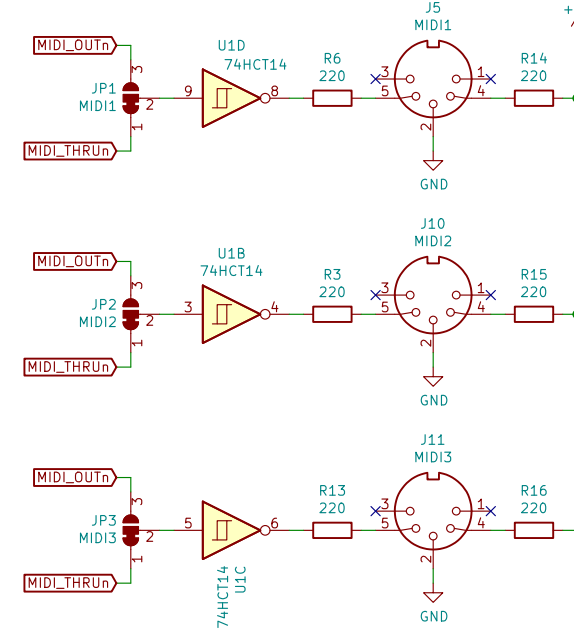 J5
MIDI1
+
MIDI_OUTn
U1D
74HCT14
R6
220
R14
220
3
JP1
MIDI1
2
1
9
8
3
5
1
4
2
MIDI_THRUn
GND
J10
MIDI2
MIDI_OUTn
U1B
74HCT14
R3
220
R15
220
3
JP2
MIDI2
2
1
3
4
3
5
1
4
2
MIDI_THRUn
GND
J11
MIDI3
MIDI_OUTn
R13
220
R16
220
3
JP3
MIDI3
2
1
5
6
3
5
1
4
2
MIDI_THRUn
74HCT14
U1C
GND